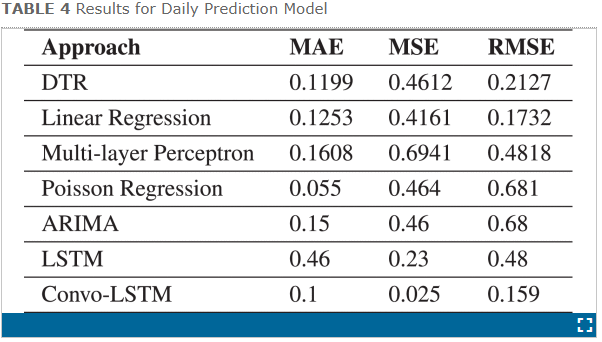 TABLE 4 Results for Daily Prediction Model
Approach MAE MSE RMSE
DTR 0.1199 0.4612 0.2127
Linear Regression 0.1253 0.4161 0.1732
Multi-layer Perceptron 0.1608 0.6941 0.4818
Poisson Regression 0.055 0.464 0.681
ARIMA 0.15 0.46 0.68
LSTM 0.46 0.23 0.48
Convo-LSTM 0.1 0.025 0.159